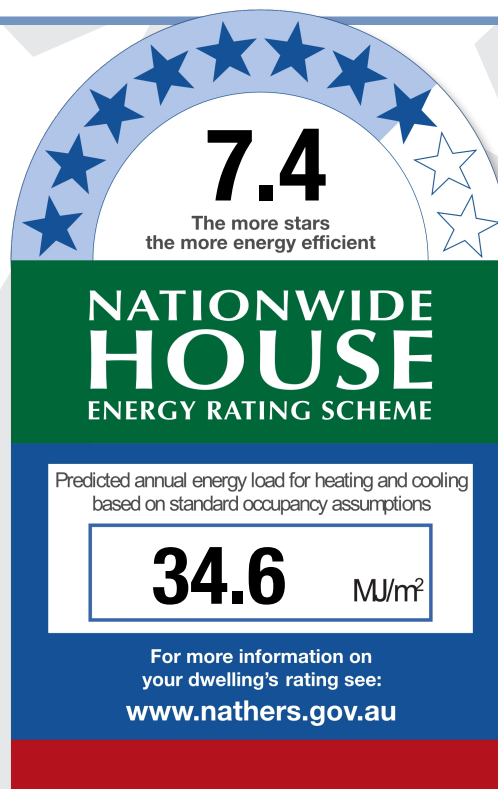 7.4
The more stars
the more energy efficient
NATIONWIDE
HOUSE
ENERGY RATING SCHEME
Predicted annual energy load for heating and cooling
based on standard occupancy assumptions
34.6 MJ/m²
For more information on
your dwelling's rating see:
www.nathers.gov.au